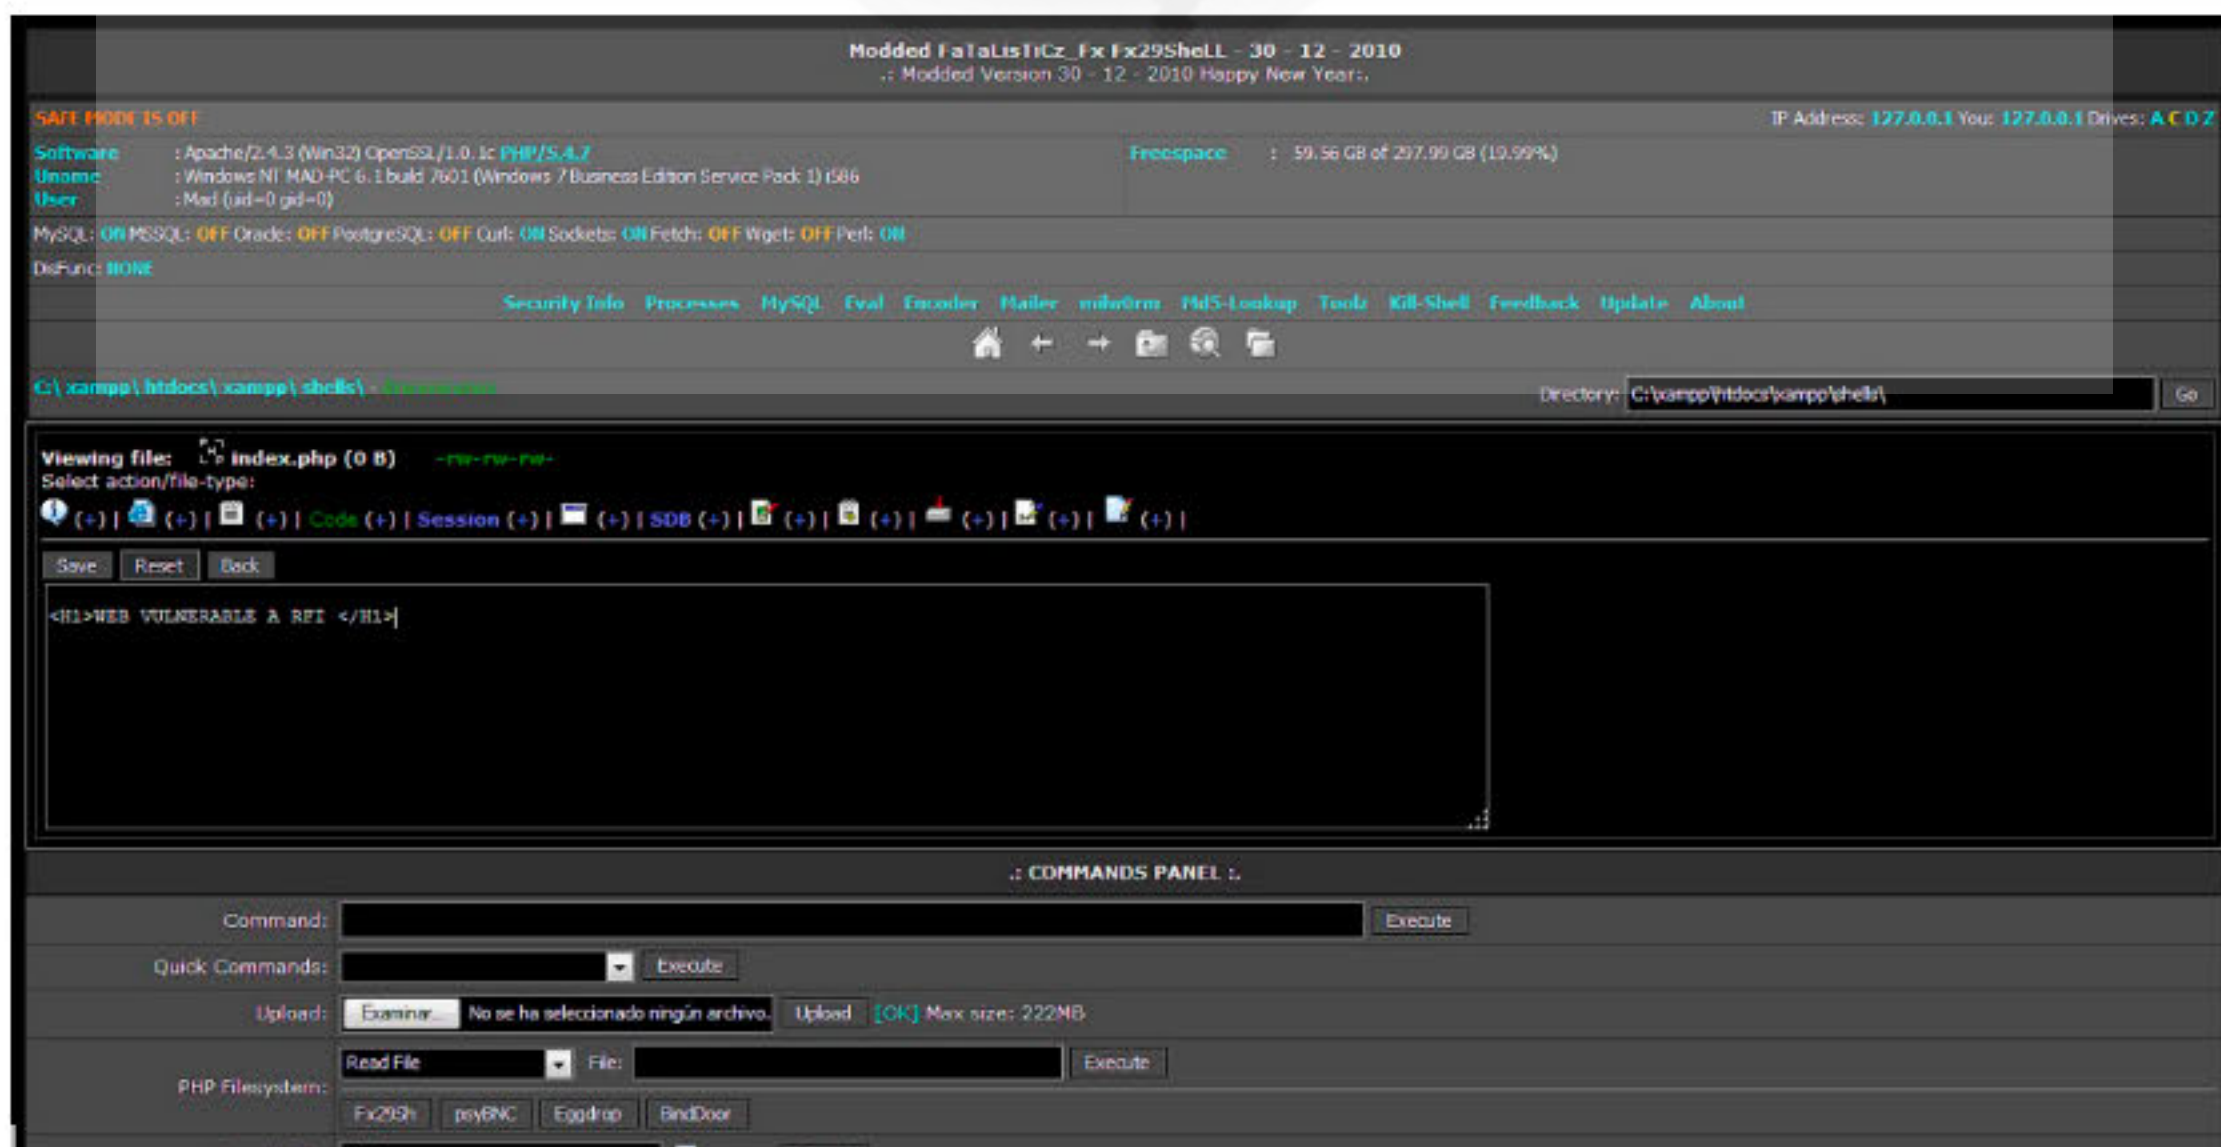 Modded FaTaLisTiCz_Fx Fx29SheLL - 30 - 12 - 2010
.: Modded Version 30 - 12 - 2010 Happy New Year:.
SAFE MODE IS OFF
IP Address: 127.0.0.1 You: 127.0.0.1 Drives: A C D Z
Software : Apache/2.4.3 (Win32) OpenSSL/1.0.1c PHP/5.4.7
Freespace : 59.56 GB of 297.99 GB (19.99%)
Uname : Windows NT MAD-PC 6.1 build 7601 (Windows 7 Business Edition Service Pack 1) i586
User : Mad (uid=0 gid=0)
MySQL: ON MSSQL: OFF Oracle: OFF PostgreSQL: OFF Curl: ON Sockets: ON Fetch: OFF Wget: OFF Perl: ON
DisFunc: NONE
Security Info Processes MySQL Eval Encoder Mailer milw0rm Md5-Lookup Toolz Kill-Shell Feedback Update About
C:\ xampp\ htdocs\ xampp\ shells\ -
Directory: C:\xampp\htdocs\xampp\shells\ Go
Viewing file: index.php (0 B) -rw-rw-rw-
Select action/file-type:
(+) | (+) | (+) | Code (+) | Session (+) | (+) | SDB (+) | (+) | (+) | (+) | (+) | (+) |
Save Reset Back
<H1>WEB VULNERABLE A RFI </H1>
.: COMMANDS PANEL :.
Command: Execute
Quick Commands: Execute
Upload: Examinar... No se ha seleccionado ningún archivo. Upload [OK] Max size: 222MB
Read File File: Execute
PHP Filesystem:
Fx29Sh psyBNC Eggdrop BindDoor